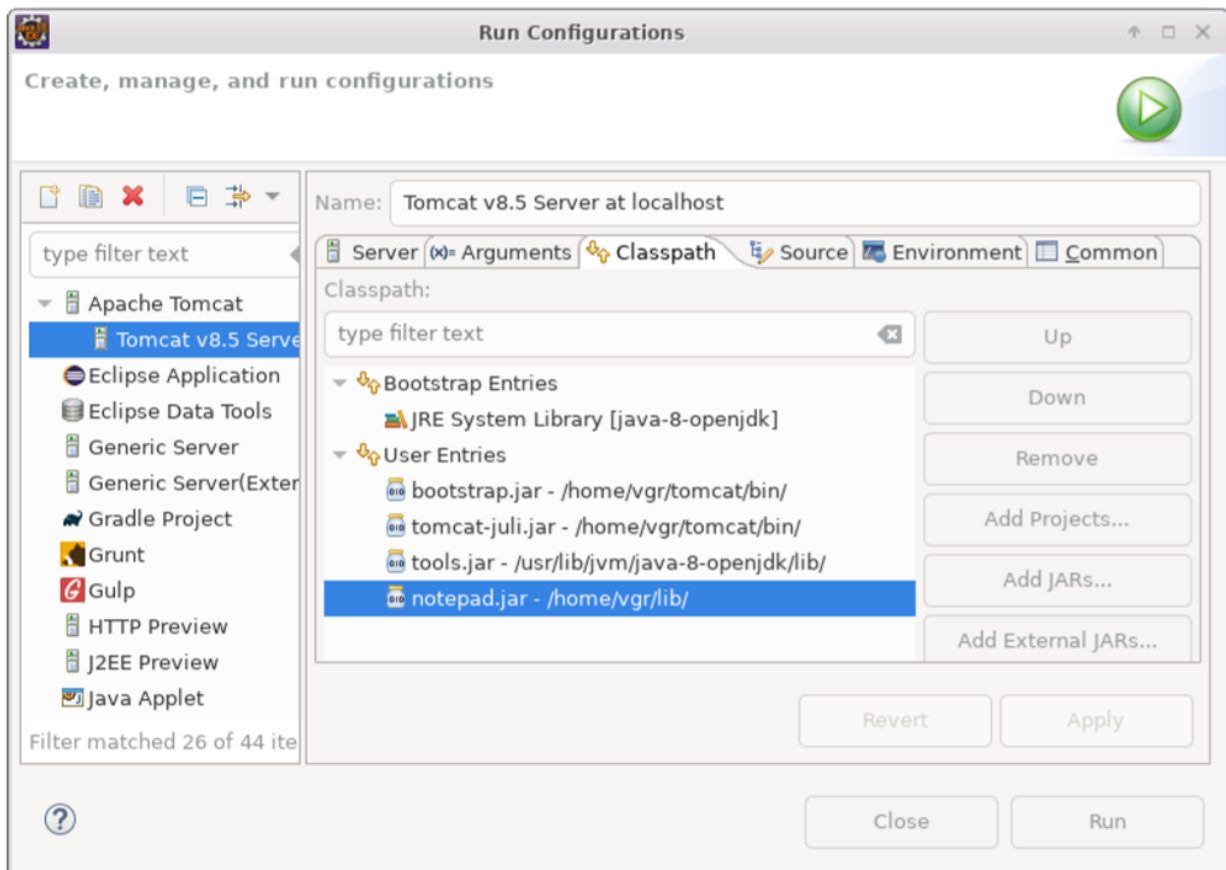 Run Configurations
Create, manage, and run configurations
type filter text
Apache Tomcat
Tomcat v8.5 Serve
Eclipse Application
Eclipse Data Tools
Generic Server
Generic Server(Exter
Gradle Project
Grunt
Gulp
HTTP Preview
J2EE Preview
Java Applet
Filter matched 26 of 44 ite
Name: Tomcat v8.5 Server at localhost
Server (x)= Arguments Classpath Source Environment Common
Classpath:
type filter text
Bootstrap Entries
JRE System Library [java-8-openjdk]
User Entries
bootstrap.jar - /home/vgr/tomcat/bin/
tomcat-juli.jar - /home/vgr/tomcat/bin/
tools.jar - /usr/lib/jvm/java-8-openjdk/lib/
notepad.jar - /home/vgr/lib/
Up
Down
Remove
Add Projects...
Add JARs...
Add External JARs...
Revert Apply
Close Run